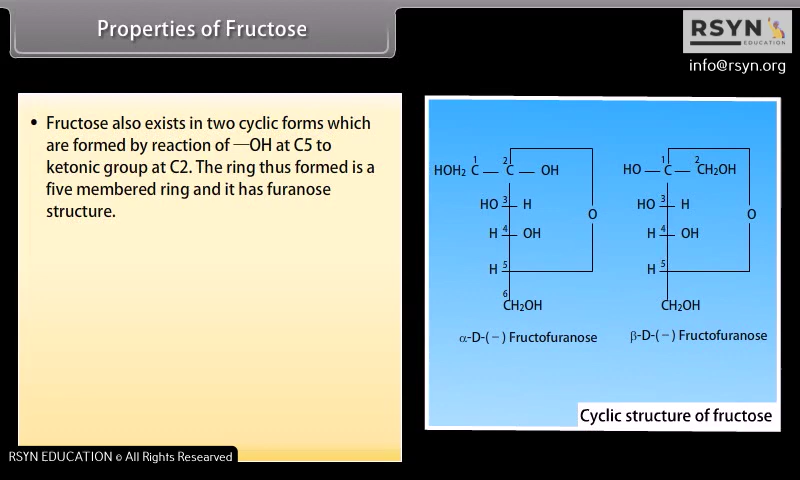 Properties of Fructose
RSYN
EDUCATION
info@rsyn.org
• Fructose also exists in two cyclic forms which
are formed by reaction of —OH at C5 to
ketonic group at C2. The ring thus formed is a
five membered ring and it has furanose
structure.
1 2
HOH₂ C — C — OH
HO 3 H
O
H 4 OH
H 5
6
CH₂OH
α-D-(−) Fructofuranose
1 2
HO — C — CH₂OH
HO 3 H
O
H 4 OH
H 5
CH₂OH
β-D-(−) Fructofuranose
Cyclic structure of fructose
RSYN EDUCATION © All Rights Researved